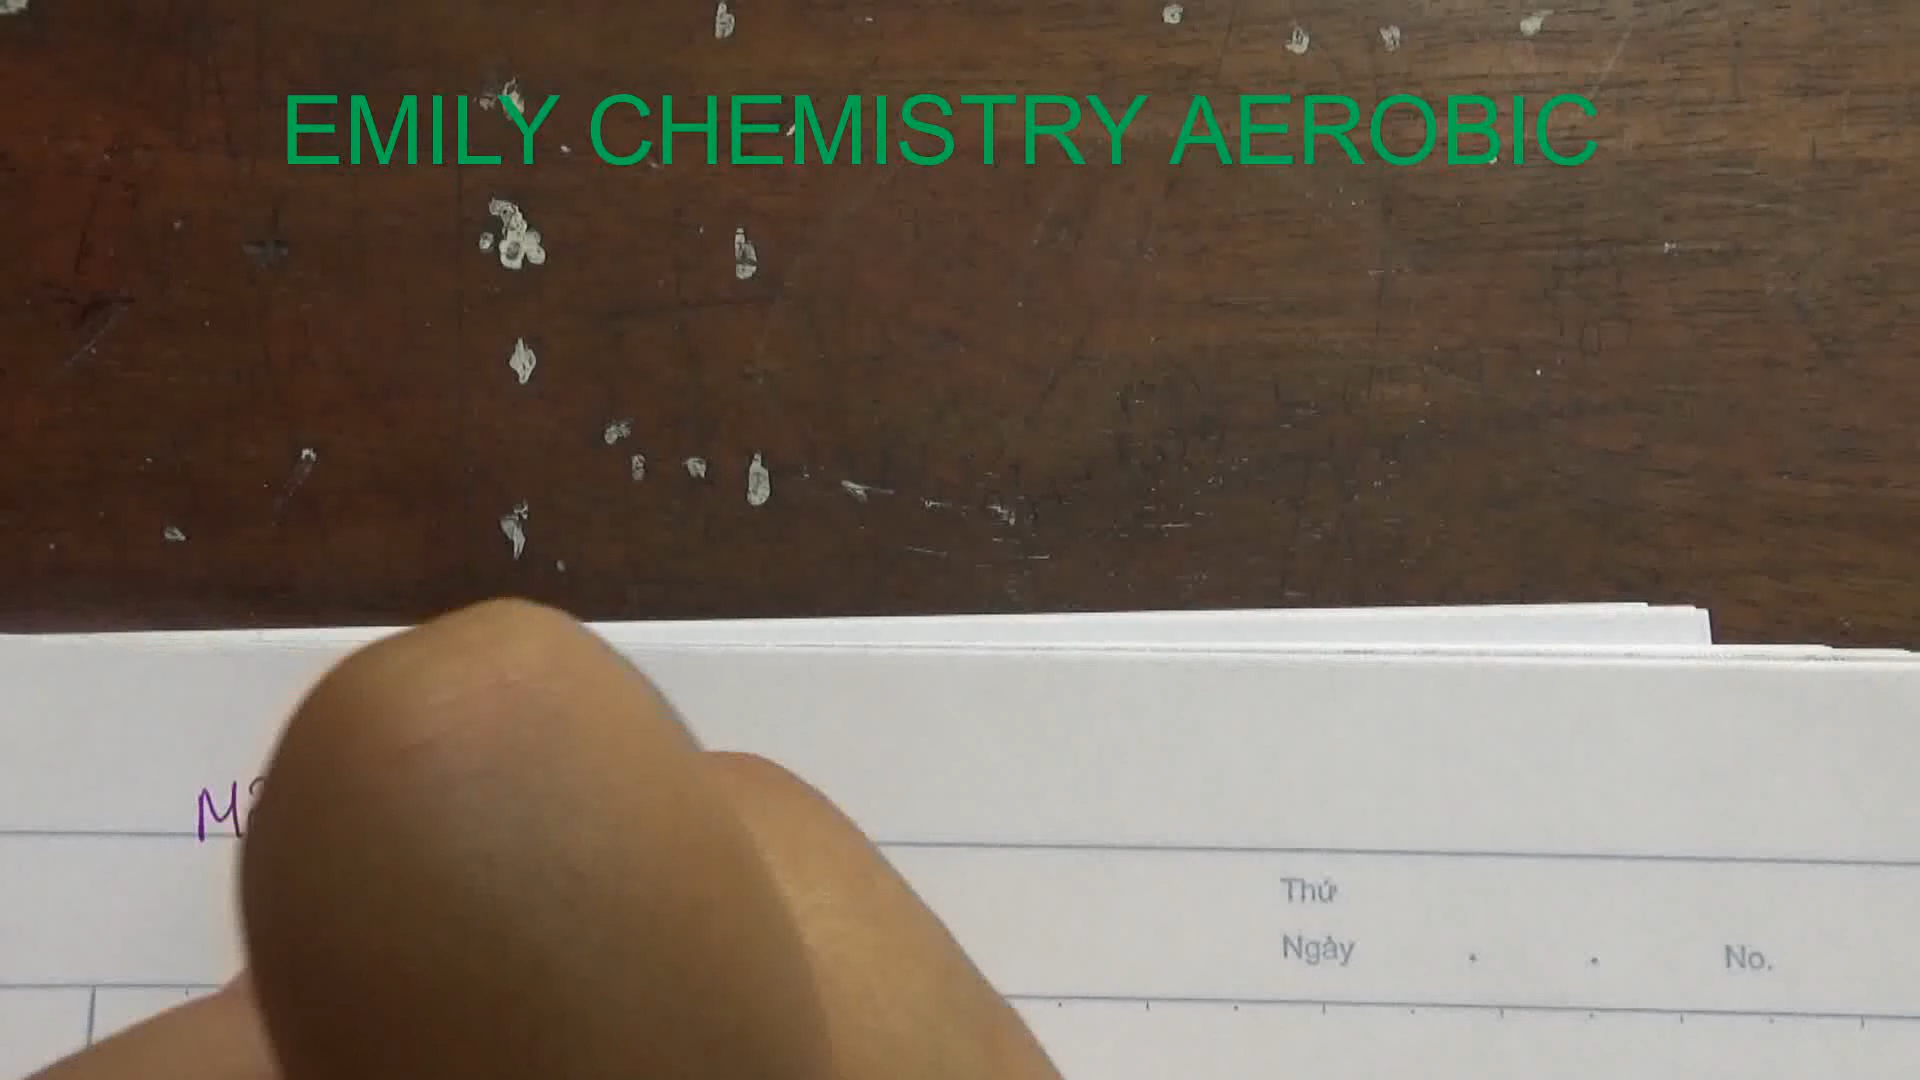 EMILY CHEMISTRY AEROBIC
Thứ
Ngày . . No.